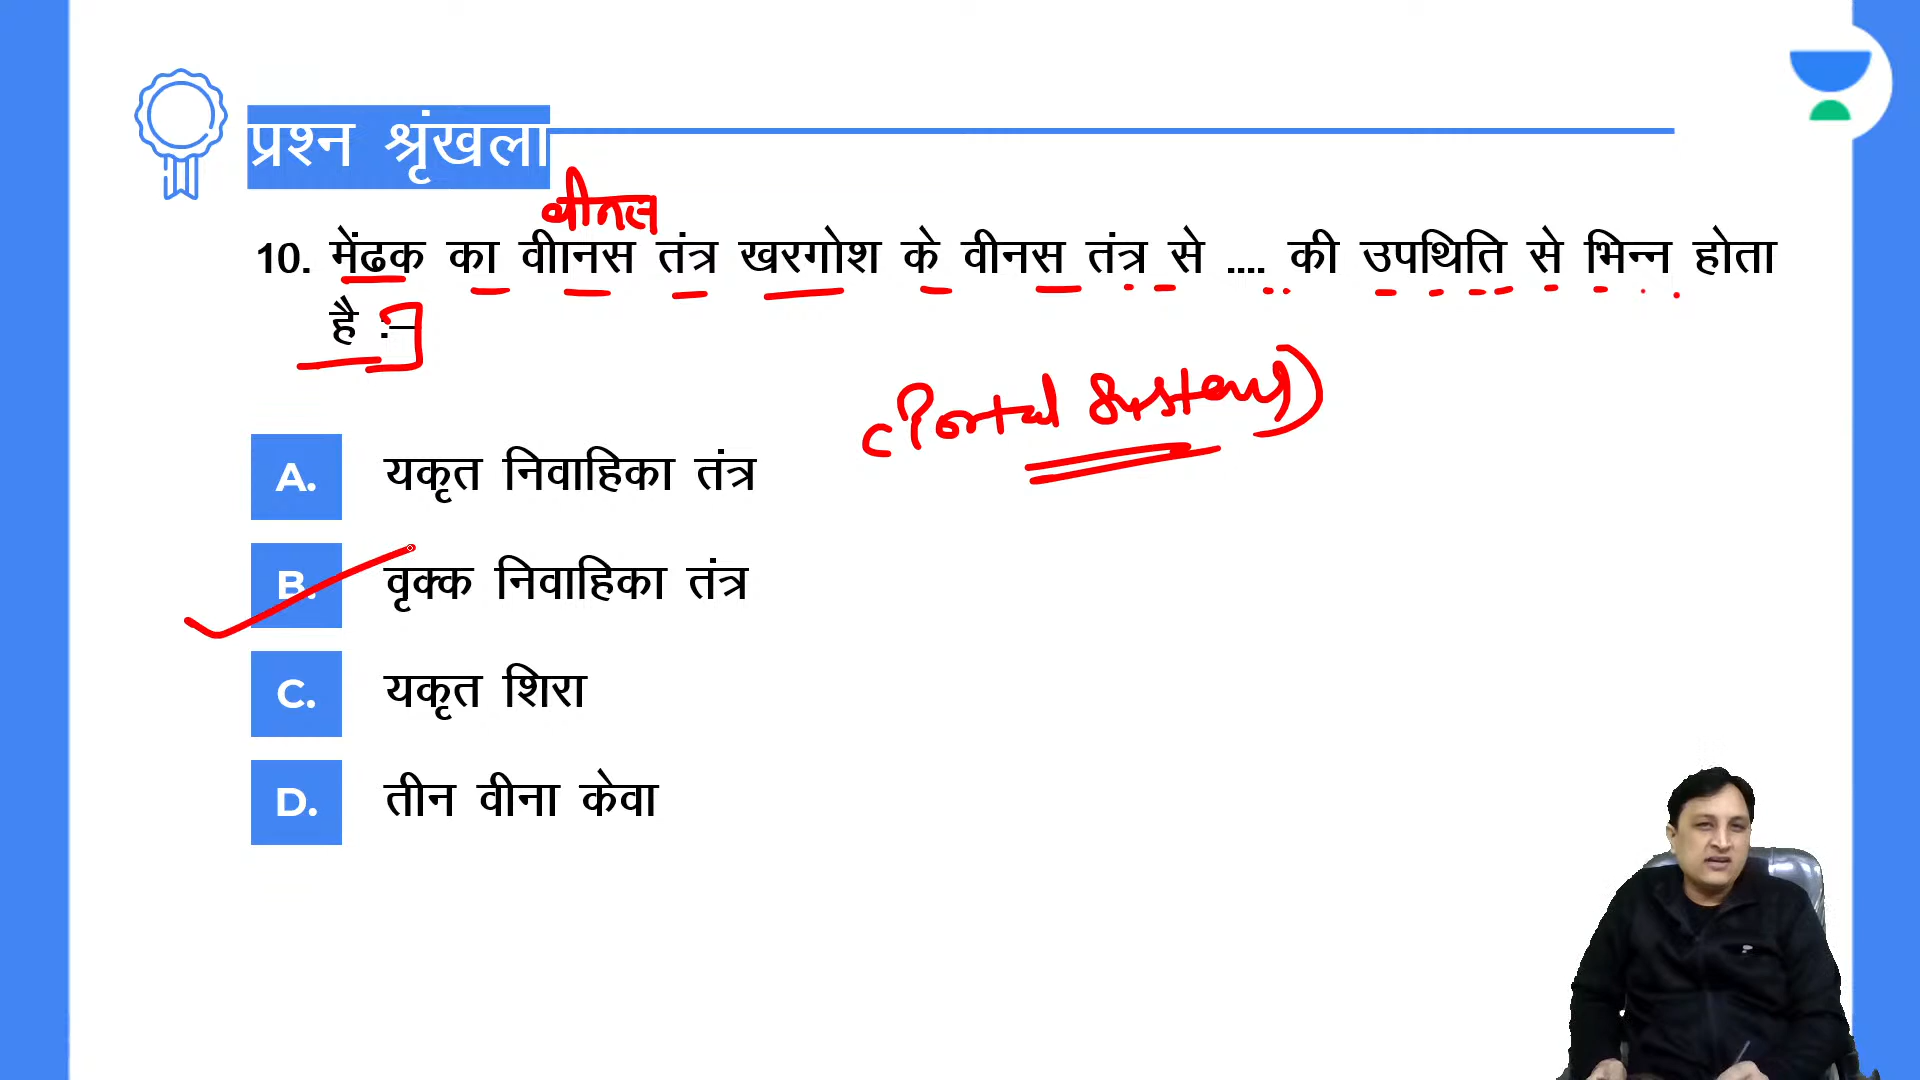 प्रश्न श्रृंखला
वीनस
10. मेंढक का वीानस तंत्र खरगोश के वीनस तंत्र से .... की उपथिति से भिन्न होता
है :–
(Portal System)
A. यकृत निवाहिका तंत्र
B. वृक्क निवाहिका तंत्र
C. यकृत शिरा
D. तीन वीना केवा